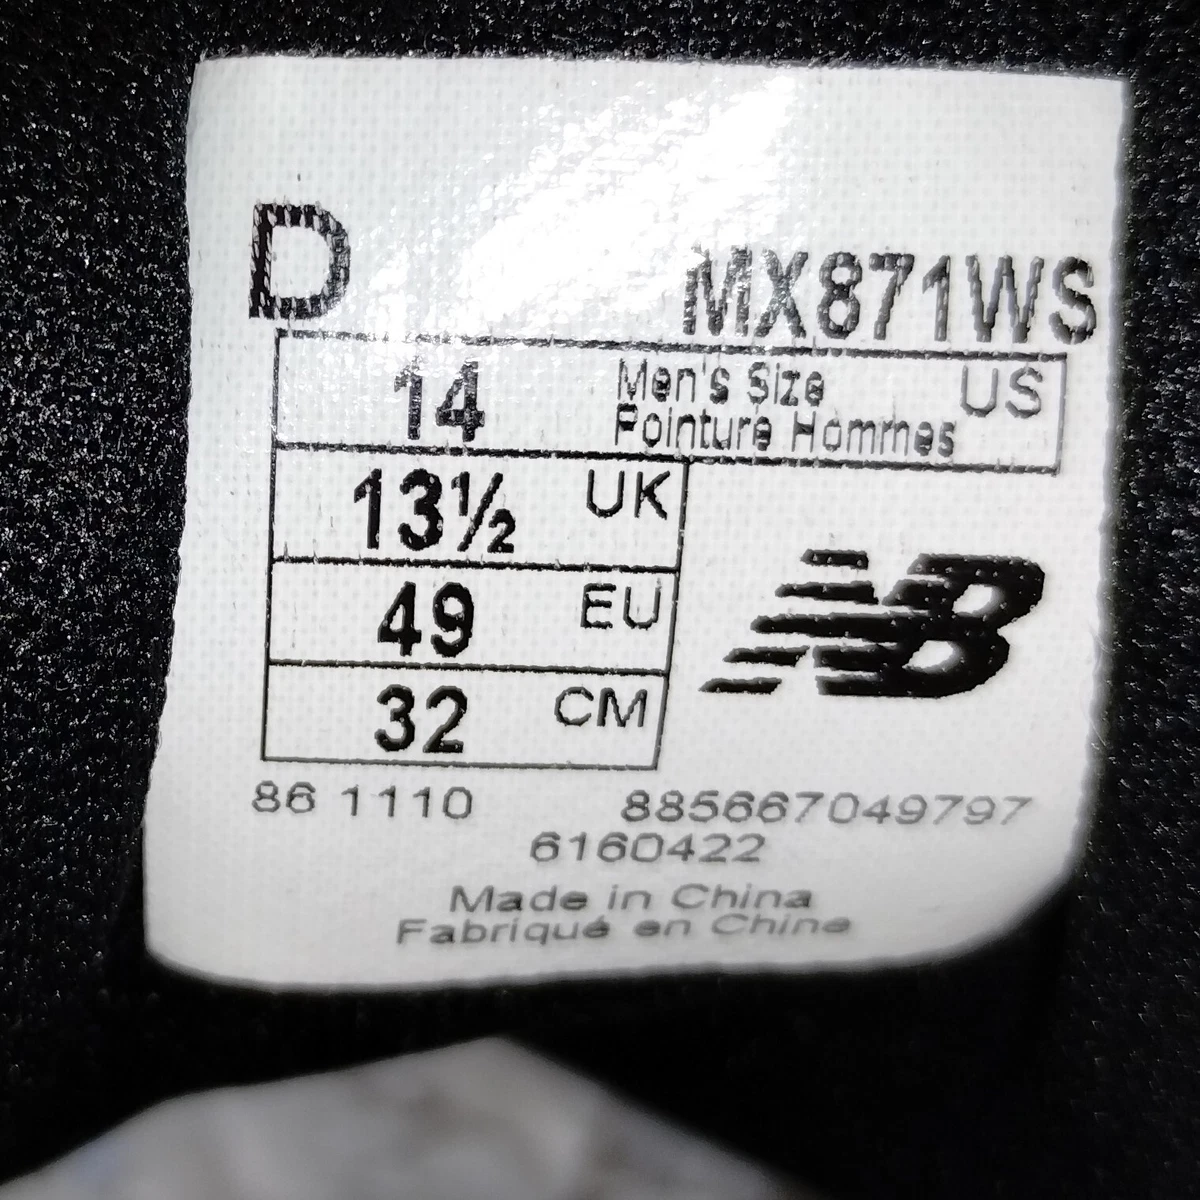 D
MX871WS
14 Men's Size US
Pointure Hommes
13½ UK
49 EU
NB
32 CM
86 1110 885667049797
6160422
Made in China
Fabriqué en Chine